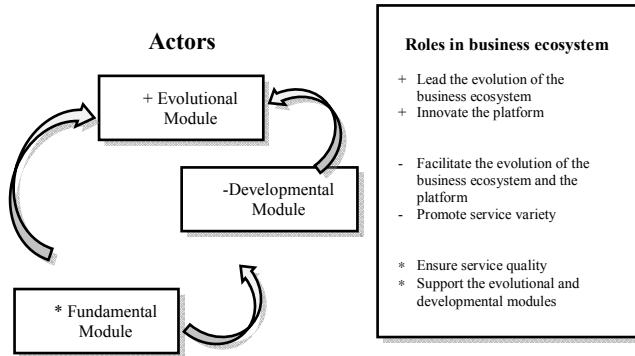 Actors
+ Evolutional
Module
-Developmental
Module
* Fundamental
Module
Roles in business ecosystem
+ Lead the evolution of the
business ecosystem
+ Innovate the platform
- Facilitate the evolution of the
business ecosystem and the
platform
- Promote service variety
* Ensure service quality
* Support the evolutional and
developmental modules